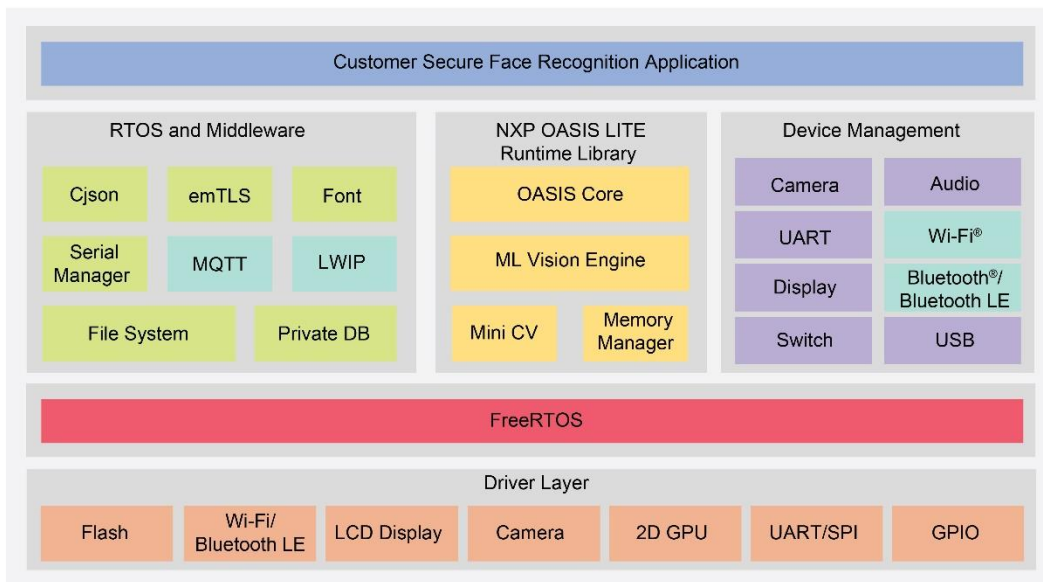 Customer Secure Face Recognition Application
RTOS and Middleware
Cjson
emTLS
Font
Serial
Manager
MQTT
LWIP
File System
Private DB
NXP OASIS LITE
Runtime Library
OASIS Core
ML Vision Engine
Mini CV
Memory
Manager
Device Management
Camera
Audio
UART
Wi-Fi®
Display
Bluetooth®/
Bluetooth LE
Switch
USB
FreeRTOS
Driver Layer
Flash
Wi-Fi/
Bluetooth LE
LCD Display
Camera
2D GPU
UART/SPI
GPIO